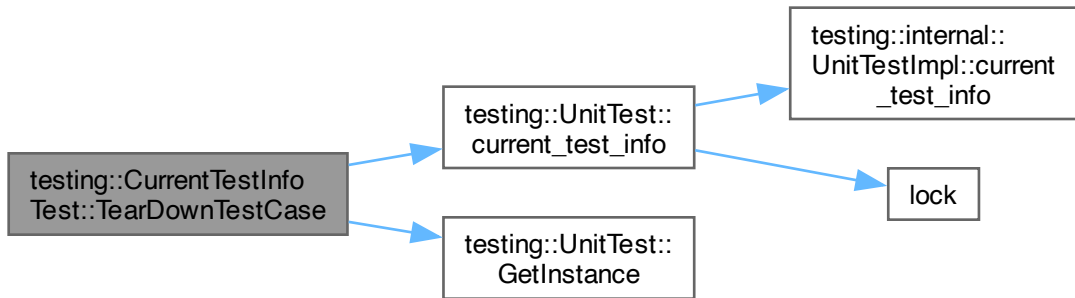 testing::CurrentTestInfo
Test::TearDownTestCase
testing::UnitTest::
current_test_info
testing::internal::
UnitTestImpl::current
_test_info
lock
testing::UnitTest::
GetInstance